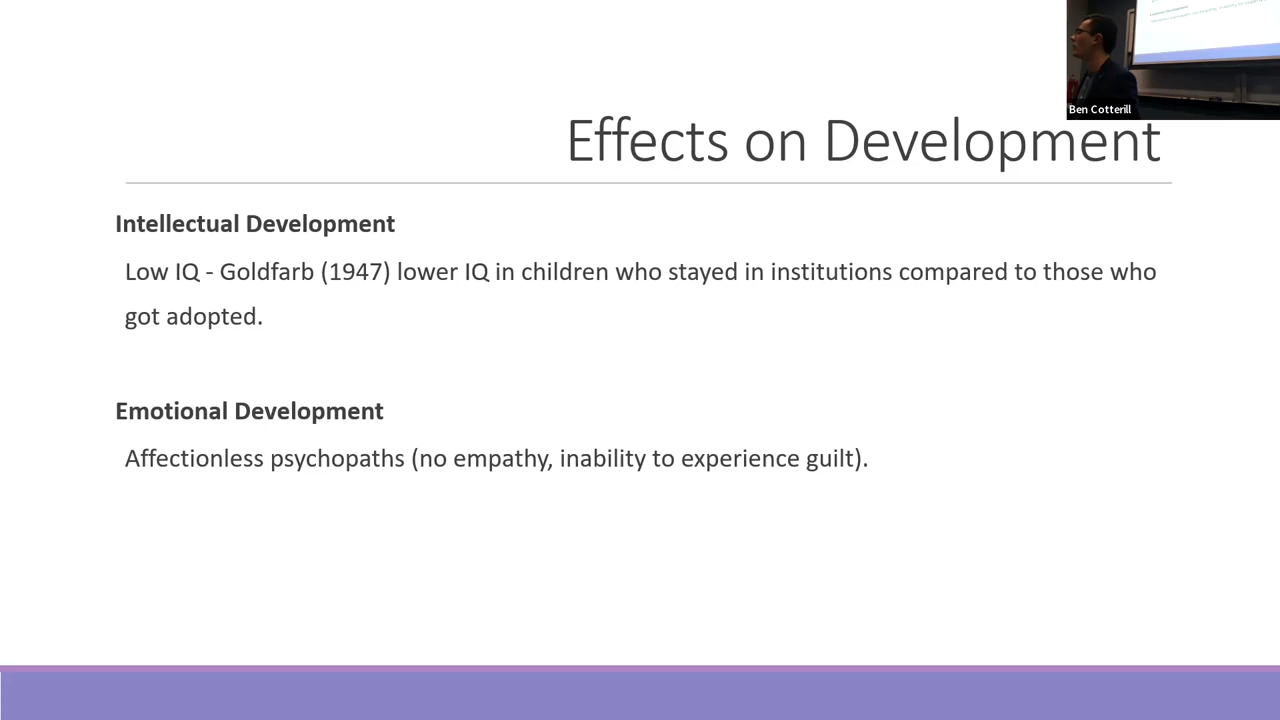 Ben Cotterill
Effects on Development
Intellectual Development
Low IQ - Goldfarb (1947) lower IQ in children who stayed in institutions compared to those who
got adopted.
Emotional Development
Affectionless psychopaths (no empathy, inability to experience guilt).